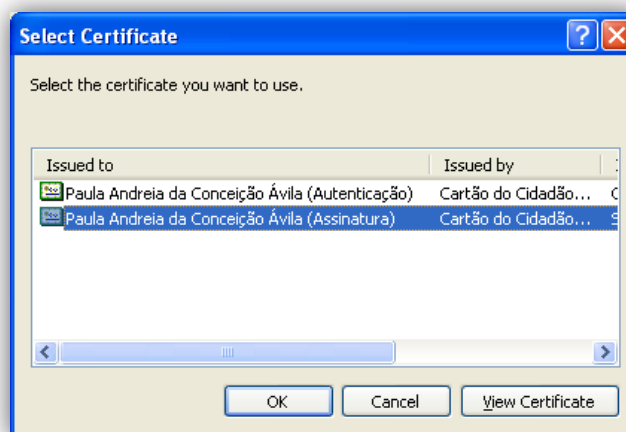 Select Certificate
Select the certificate you want to use.
Issued to Issued by
Paula Andreia da Conceição Ávila (Autenticação) Cartão do Cidadão...
Paula Andreia da Conceição Ávila (Assinatura) Cartão do Cidadão...
OK Cancel View Certificate